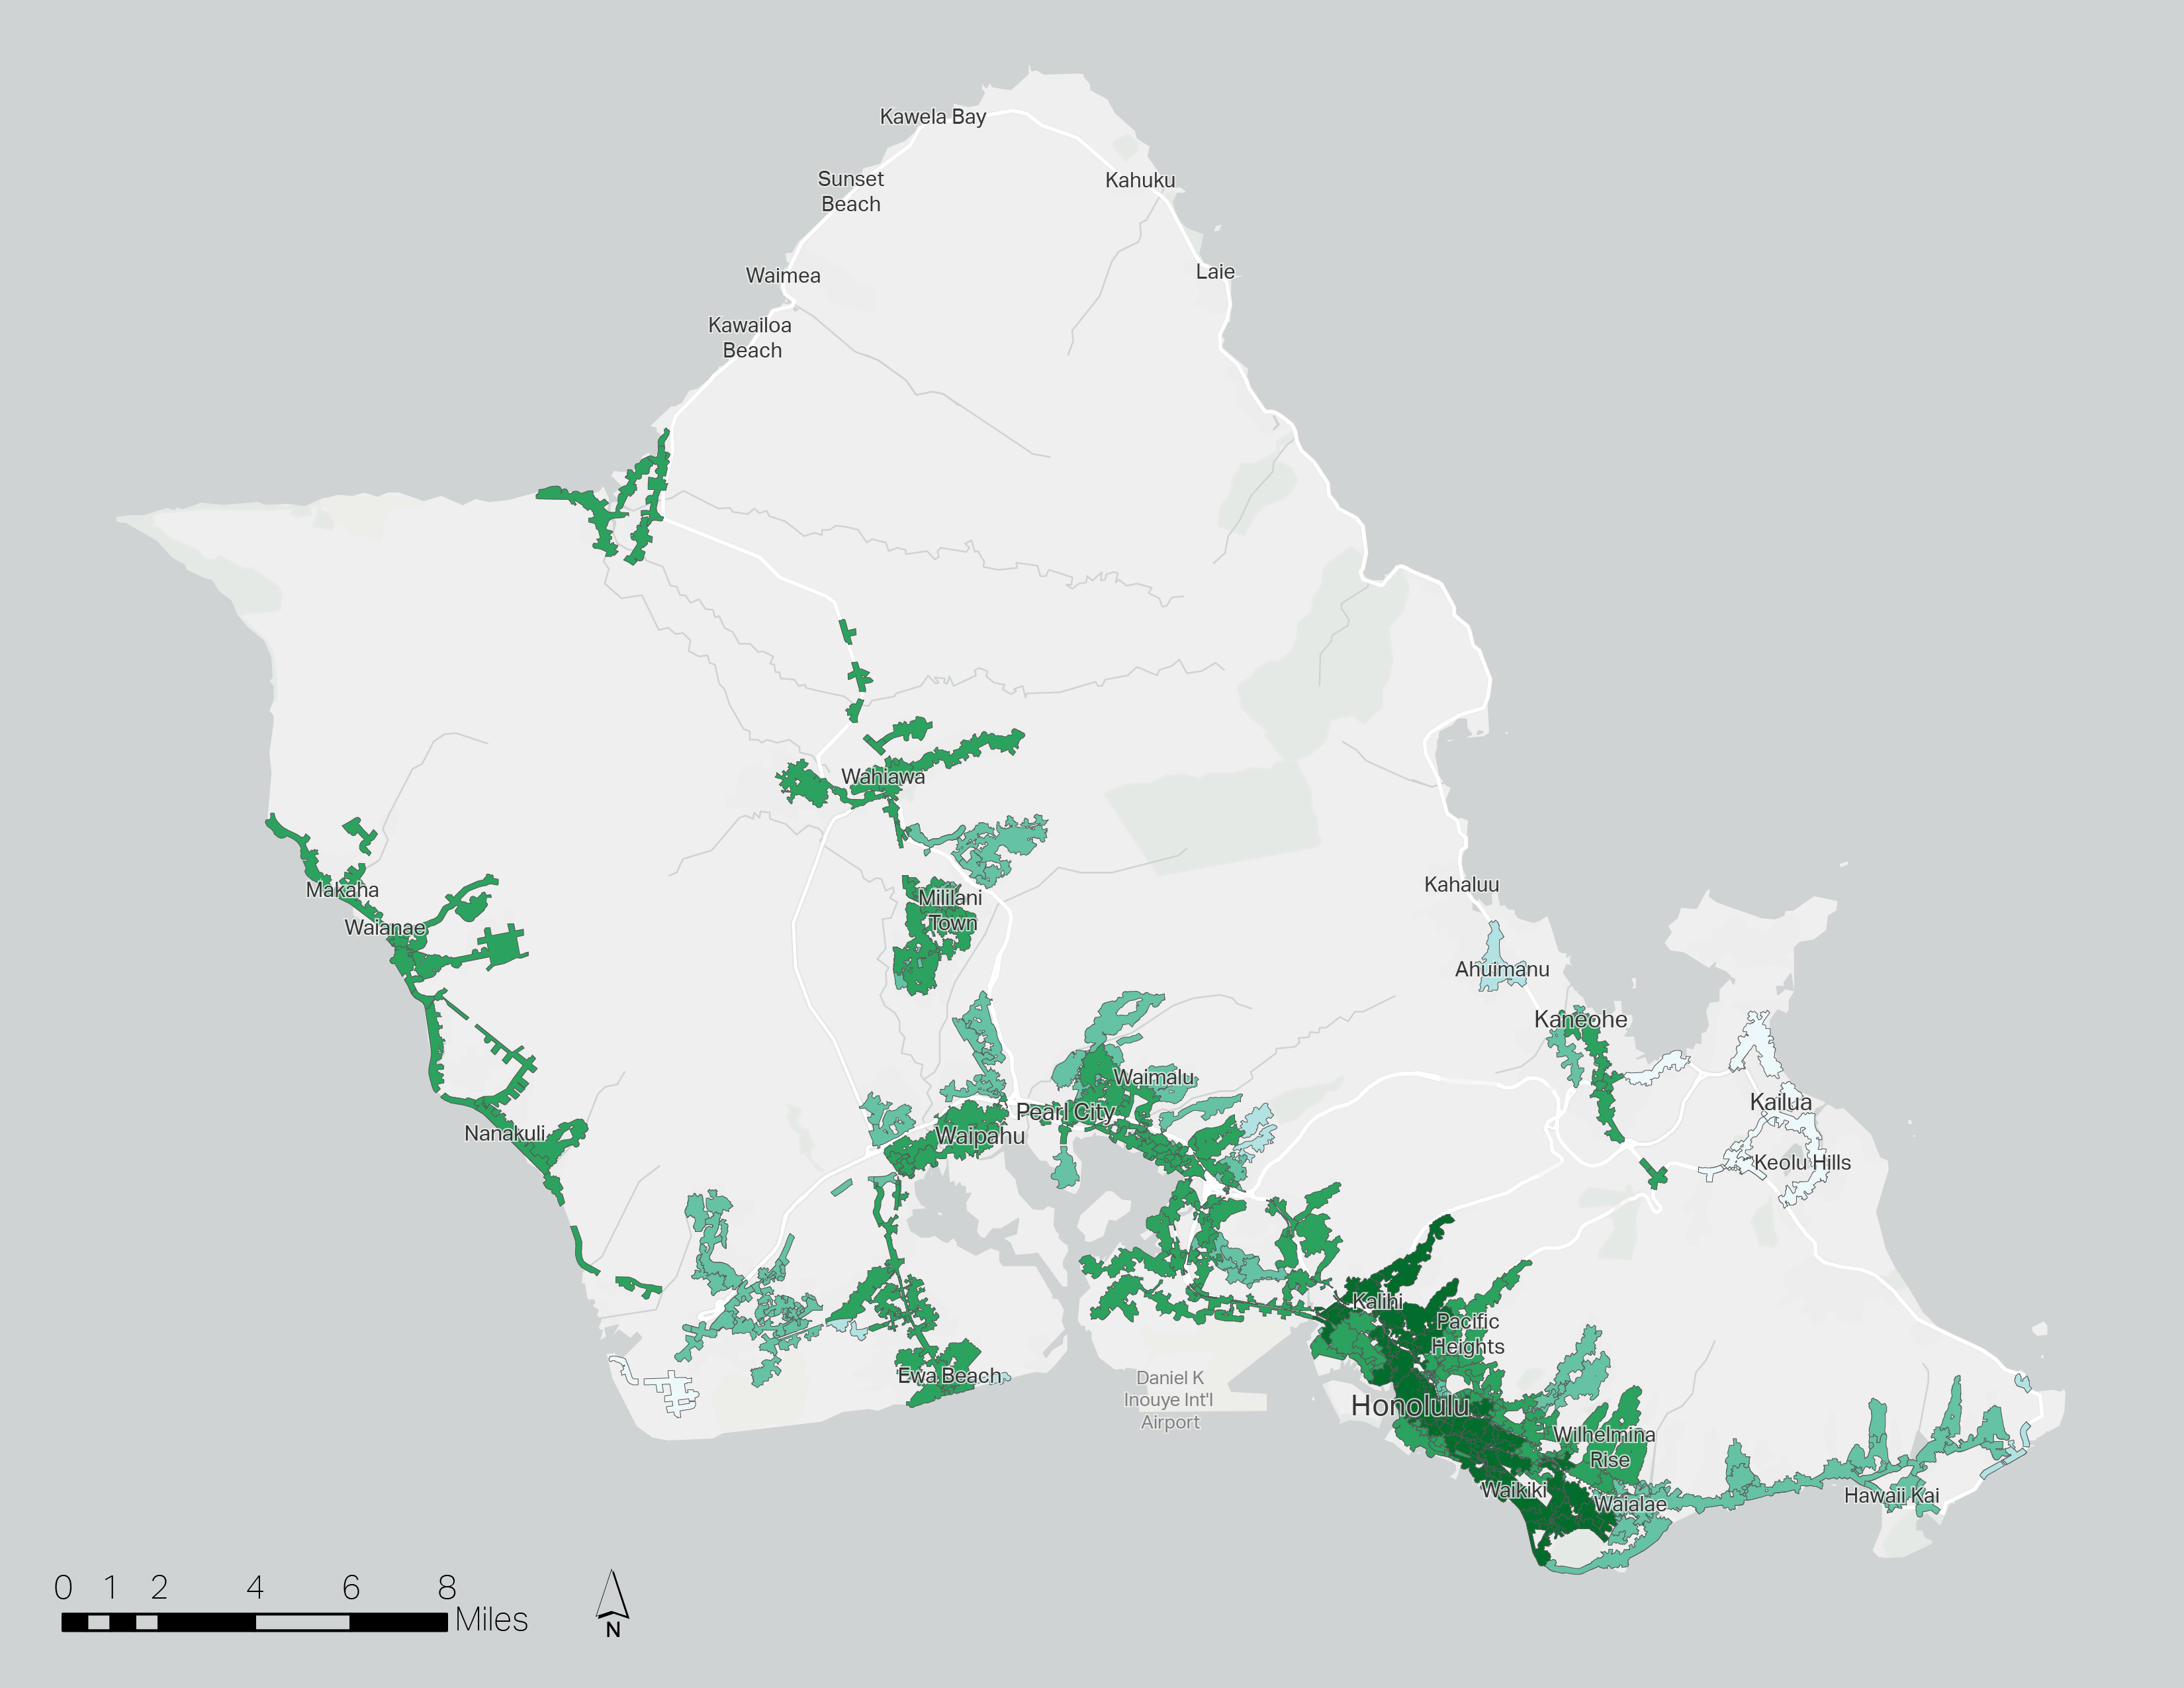 Kawela Bay
Sunset
Beach
Kahuku
Waimea
Laie
Kawailoa
Beach
Wahiawa
Makaha
Waianae
Mililani
Town
Kahaluu
Ahuimanu
Kaneohe
Waimalu
Pearl City
Waipahu
Nanakuli
Kailua
Keolu Hills
Kalihi
Pacific
Heights
Ewa Beach
Daniel K
Inouye Int'l
Airport
Honolulu
Wilhelmina
Rise
Waikiki
Waialae
Hawaii Kai
0 1 2 4 6 8
Miles
N